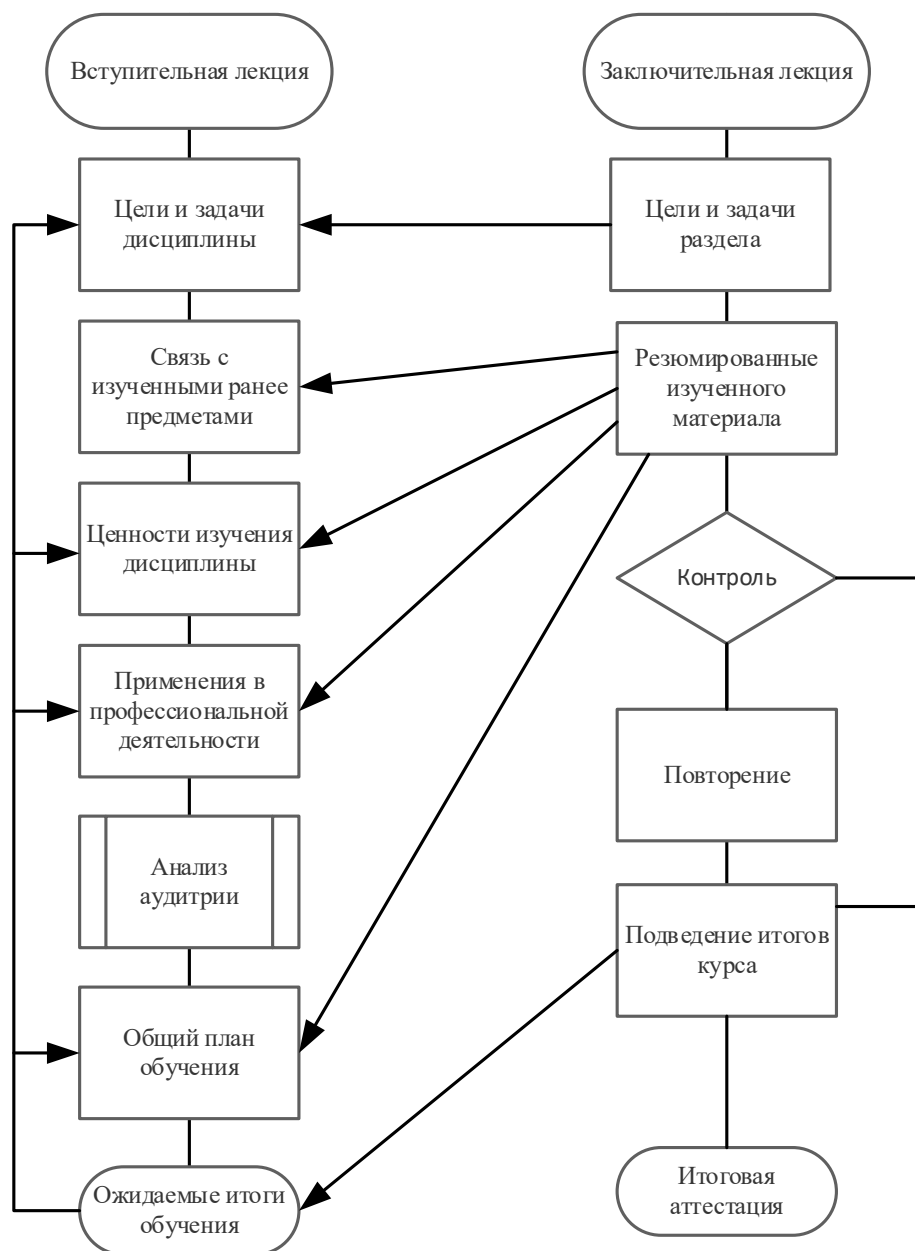 Вступительная лекция
Цели и задачи
дисциплины
Связь с
изученными ранее
предметами
Ценности изучения
дисциплины
Применения в
профессиональной
деятельности
Анализ
аудитрии
Общий план
обучения
Ожидаемые итоги
обучения
Заключительная лекция
Цели и задачи
раздела
Резюмированные
изученного
материала
Контроль
Повторение
Подведение итогов
курса
Итоговая
аттестация